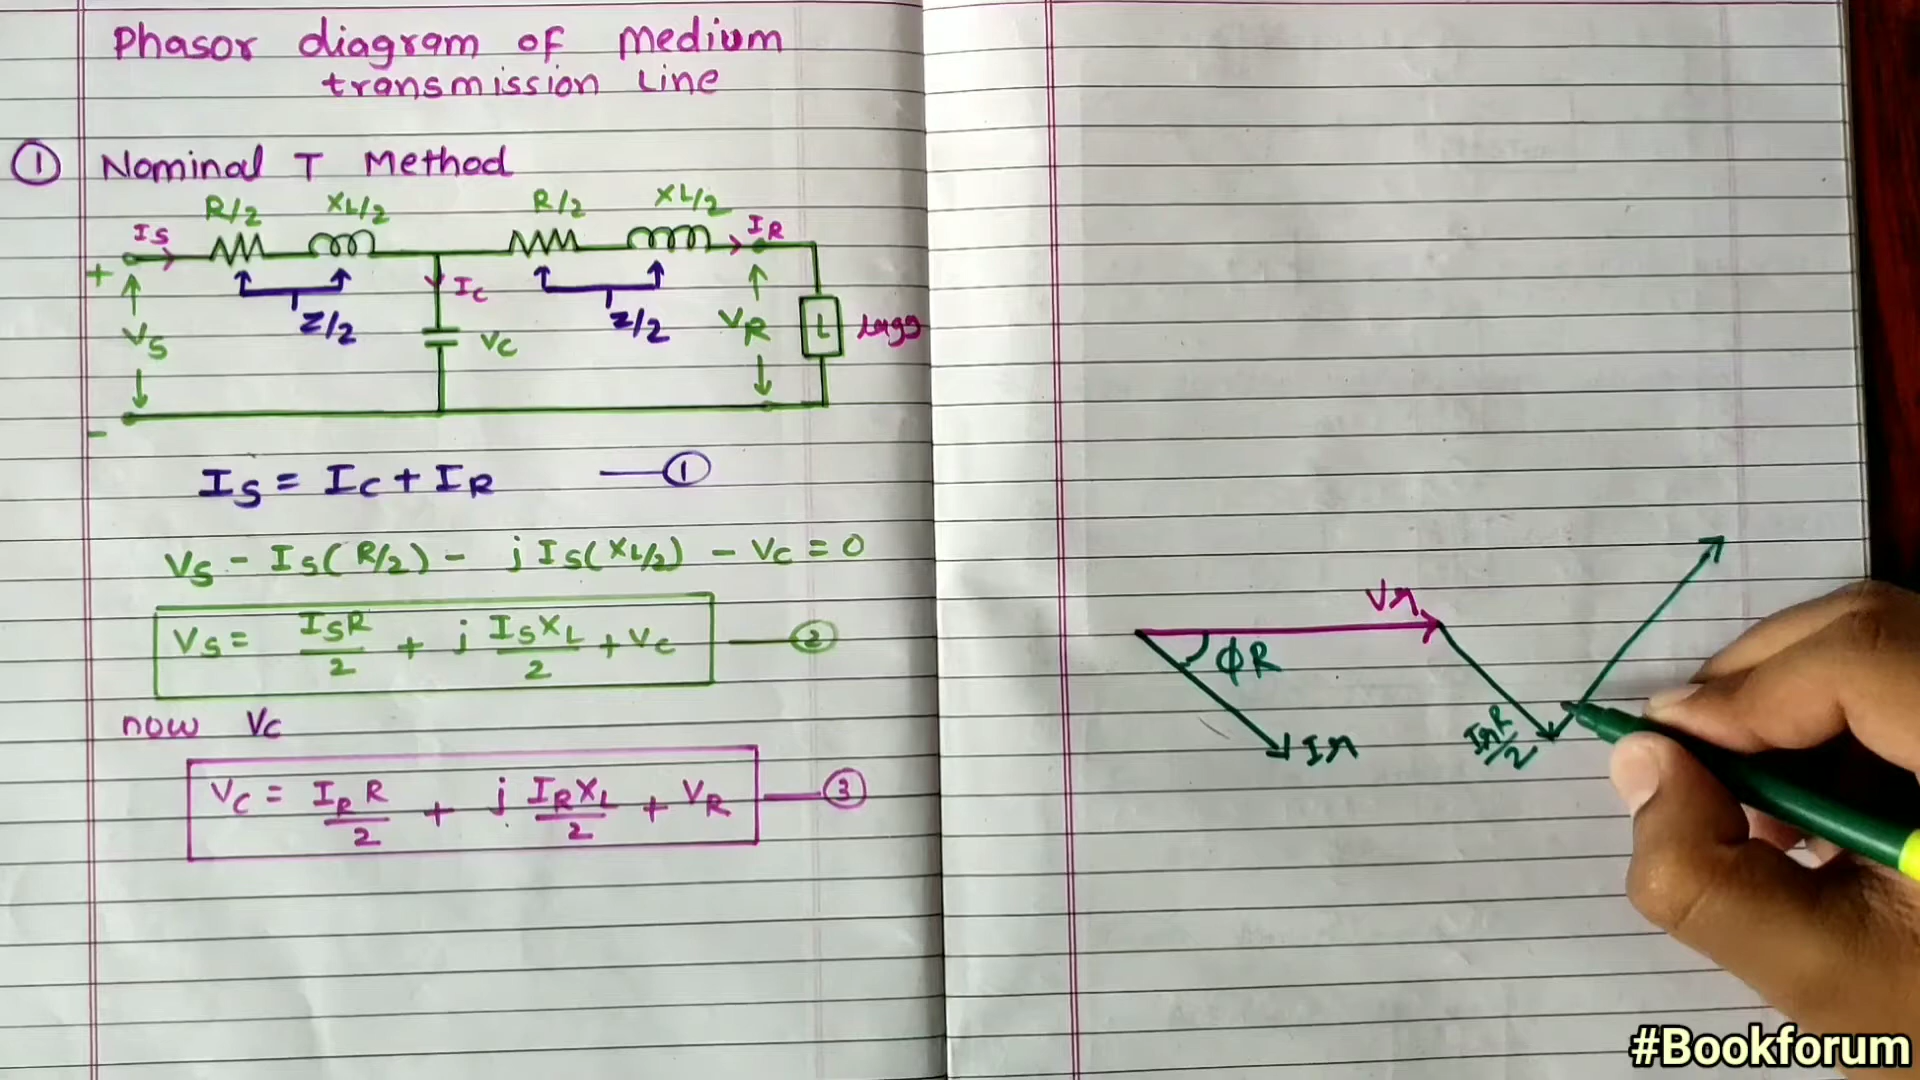 Phasor diagram of medium
transmission Line
① Nominal T Method
R/2 XL/2 R/2 XL/2
IS IR
+
IC
Z/2 Z/2
VS VC VR L
-
IS = IC + IR —①
VS - IS(R/2) - j IS(XL/2) - VC = 0
VS = ISR/2 + j ISXL/2 + VC —②
now VC
VC = IRR/2 + j IRXL/2 + VR —③
Vr
ΦR
Ir
IrR/2
#Bookforum